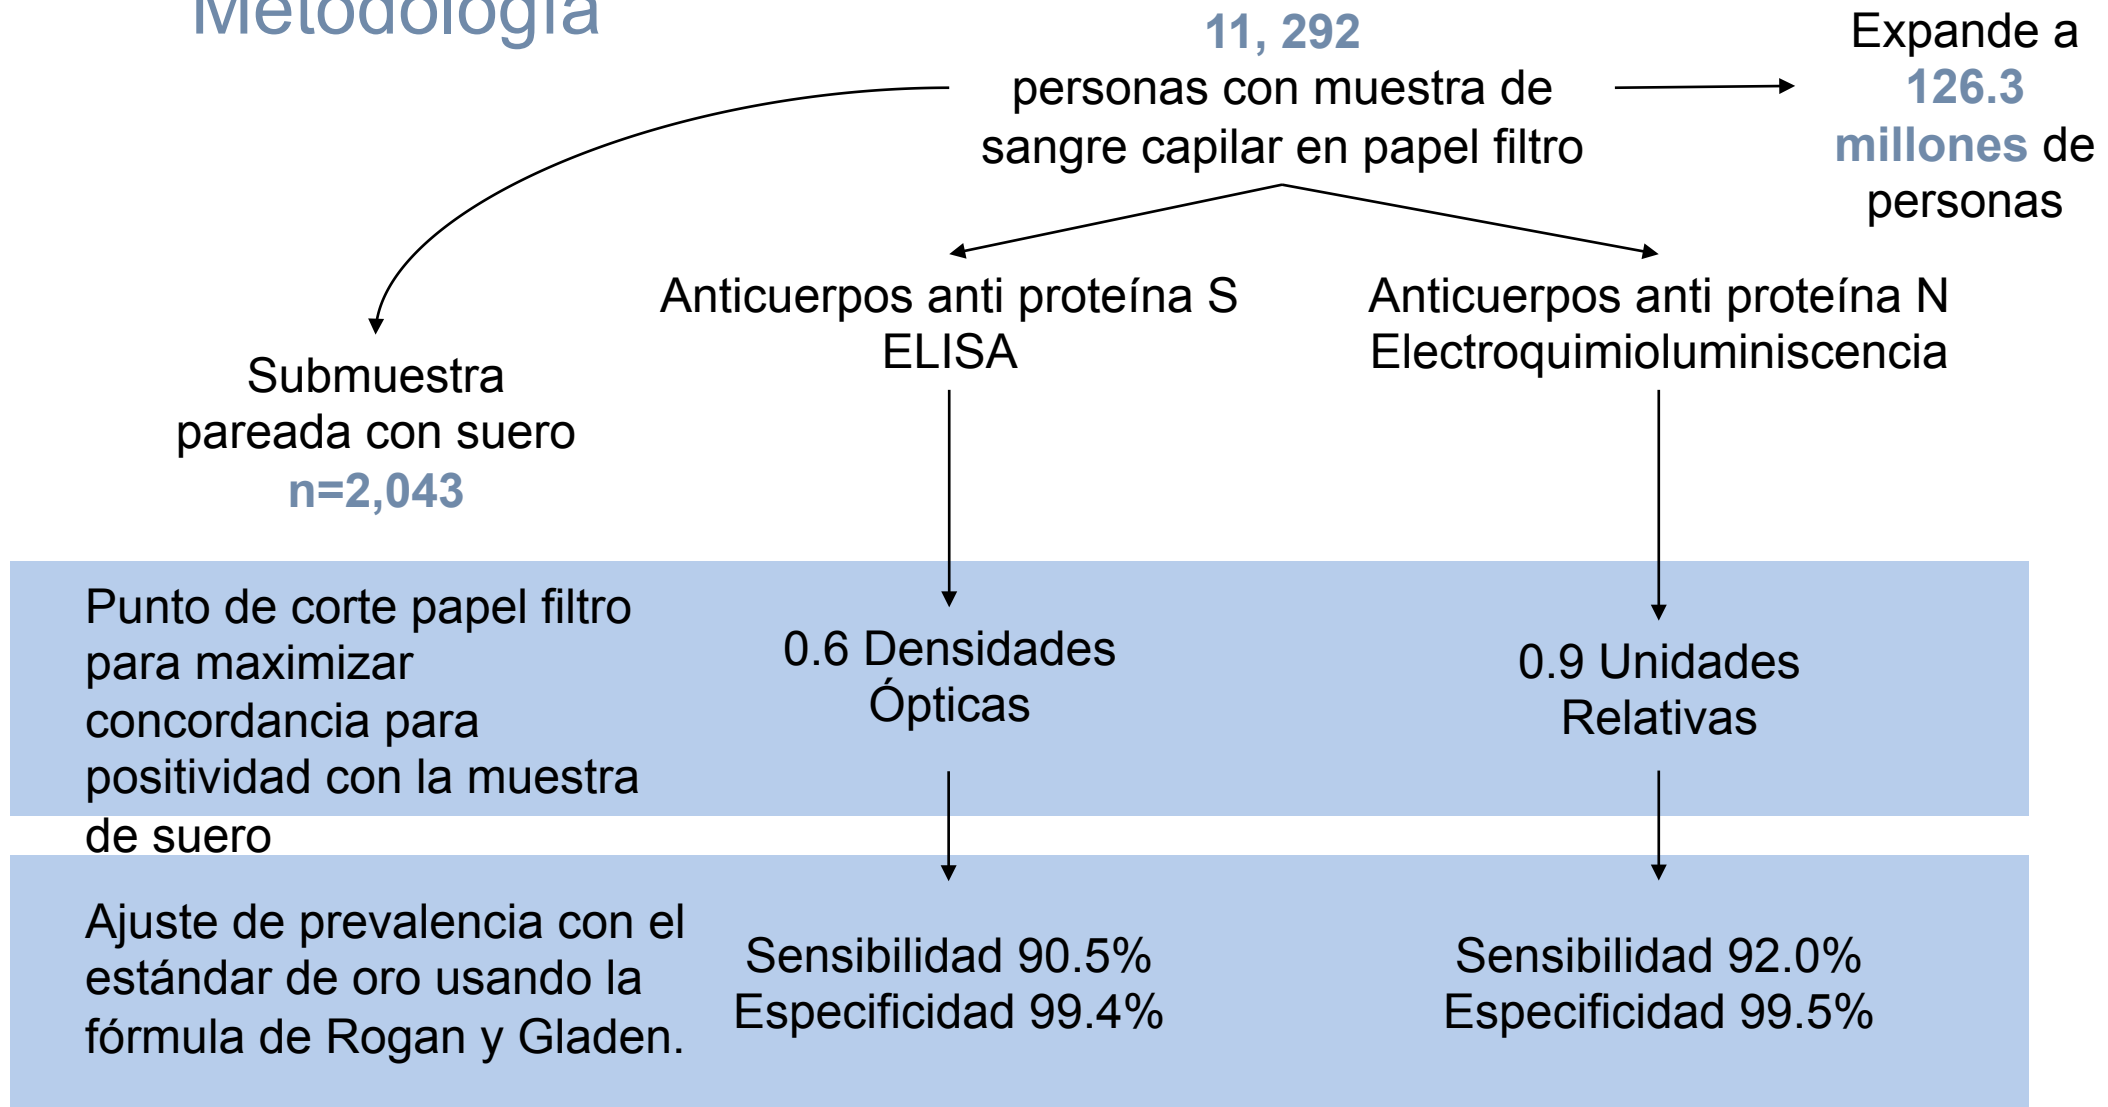 Metodología
11, 292
personas con muestra de
sangre capilar en papel filtro
Expande a
126.3
millones de
personas
Anticuerpos anti proteína S
ELISA
Anticuerpos anti proteína N
Electroquimioluminiscencia
Submuestra
pareada con suero
n=2,043
Punto de corte papel filtro
para maximizar
concordancia para
positividad con la muestra
de suero
0.6 Densidades
Ópticas
0.9 Unidades
Relativas
Ajuste de prevalencia con el
estándar de oro usando la
fórmula de Rogan y Gladen.
Sensibilidad 90.5%
Especificidad 99.4%
Sensibilidad 92.0%
Especificidad 99.5%